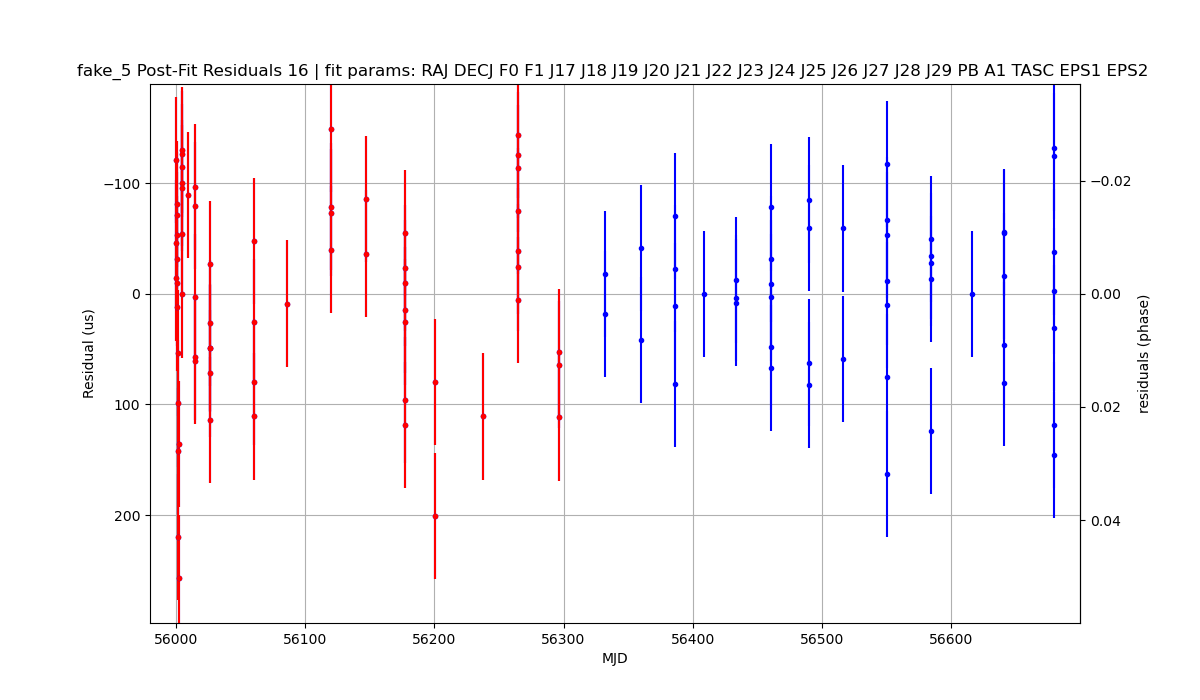 fake_5 Post-Fit Residuals 16 | fit params: RAJ DECJ F0 F1 J17 J18 J19 J20 J21 J22 J23 J24 J25 J26 J27 J28 J29 PB A1 TASC EPS1 EPS2
−100
0
100
200
Residual (us)
−0.02
0.00
0.02
0.04
residuals (phase)
56000 56100 56200 56300 56400 56500 56600
MJD